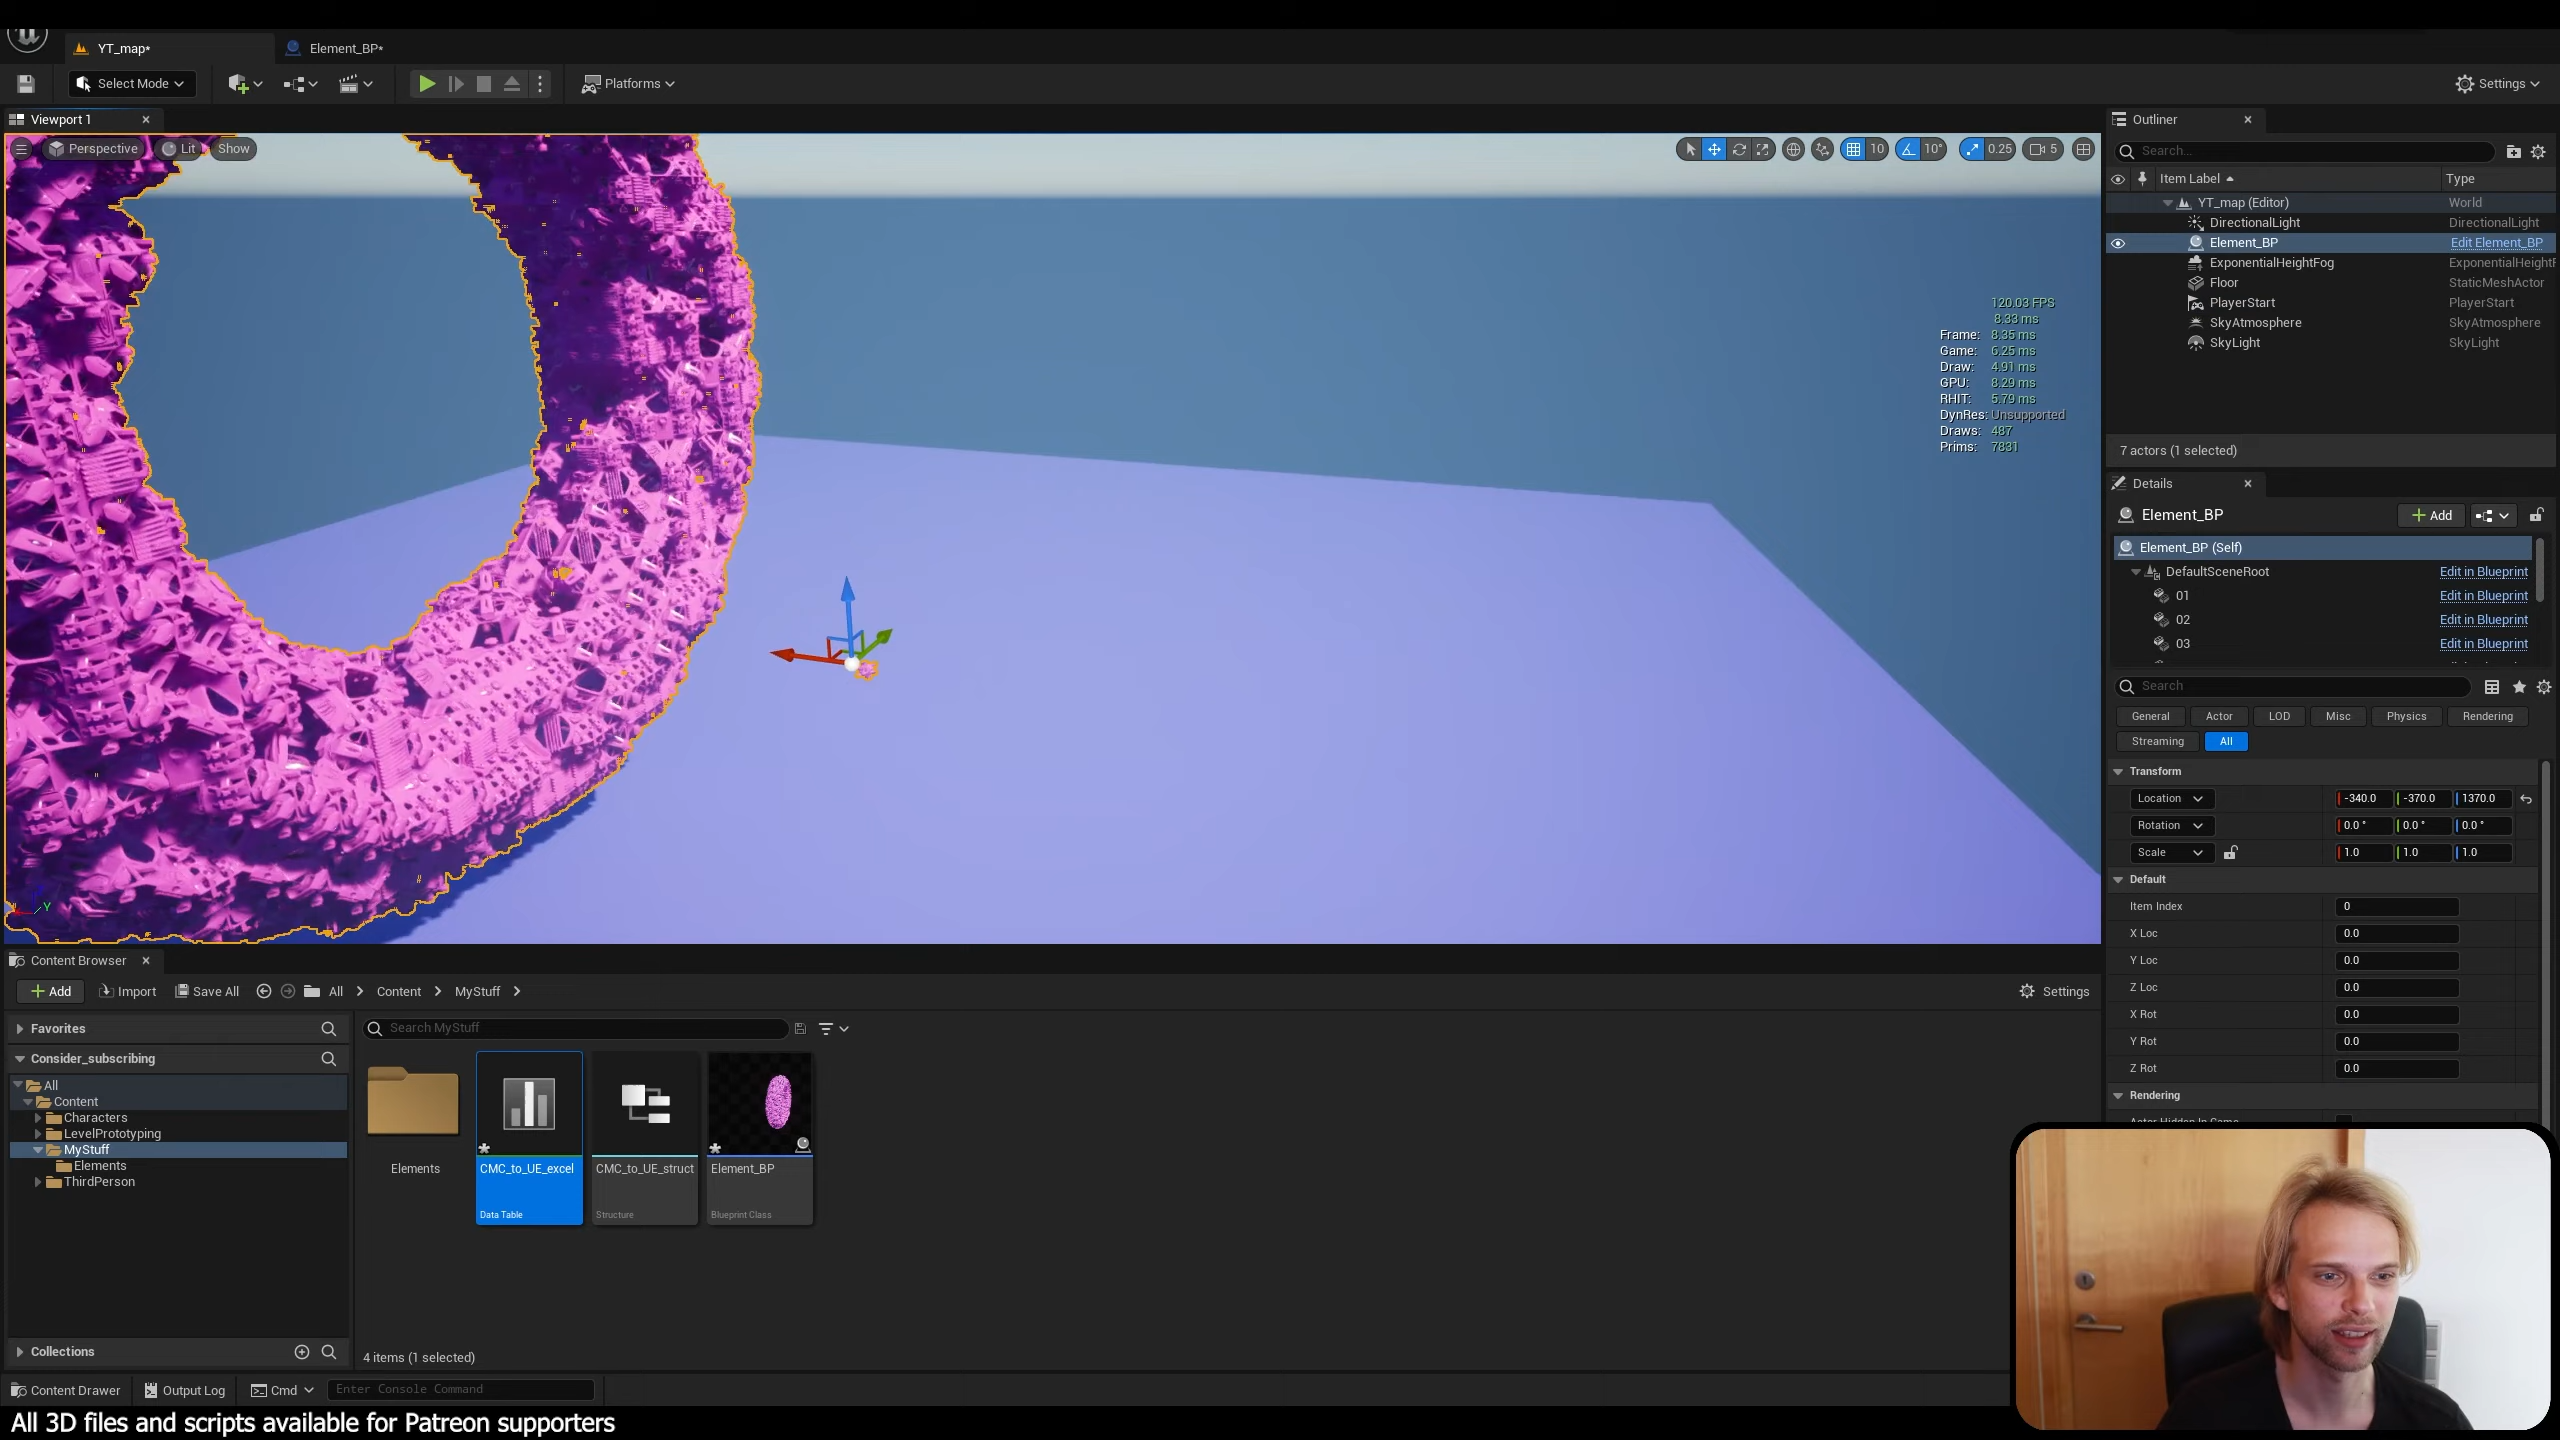 YT_map*
Element_BP*
Select Mode
Platforms
Settings
Viewport 1
Perspective
Lit
Show
10
10°
0.25
5
120.03 FPS
8.33 ms
Frame: 8.35 ms
Game: 6.25 ms
Draw: 4.91 ms
GPU: 8.29 ms
RHIT: 5.79 ms
DynRes: Unsupported
Draws: 487
Prims: 7831
Y
Outliner
Search...
Item Label
Type
YT_map (Editor)
World
DirectionalLight
DirectionalLight
Element_BP
Edit Element_BP
ExponentialHeightFog
ExponentialHeightF
Floor
StaticMeshActor
PlayerStart
PlayerStart
SkyAtmosphere
SkyAtmosphere
SkyLight
SkyLight
7 actors (1 selected)
Details
Element_BP
Add
Element_BP (Self)
DefaultSceneRoot
Edit in Blueprint
01
Edit in Blueprint
02
Edit in Blueprint
03
Edit in Blueprint
Search
General
Actor
LOD
Misc
Physics
Rendering
Streaming
All
Transform
Location
-340.0
-370.0
1370.0
Rotation
0.0 °
0.0 °
0.0 °
Scale
1.0
1.0
1.0
Default
Item Index
0
X Loc
0.0
Y Loc
0.0
Z Loc
0.0
X Rot
0.0
Y Rot
0.0
Z Rot
0.0
Rendering
Content Browser
Add
Import
Save All
All
Content
MyStuff
Settings
Favorites
Consider_subscribing
All
Content
Characters
LevelPrototyping
MyStuff
Elements
ThirdPerson
Collections
Search MyStuff
Elements
CMC_to_UE_excel
Data Table
CMC_to_UE_struct
Structure
Element_BP
Blueprint Class
4 items (1 selected)
Content Drawer
Output Log
Cmd
Enter Console Command
All 3D files and scripts available for Patreon supporters